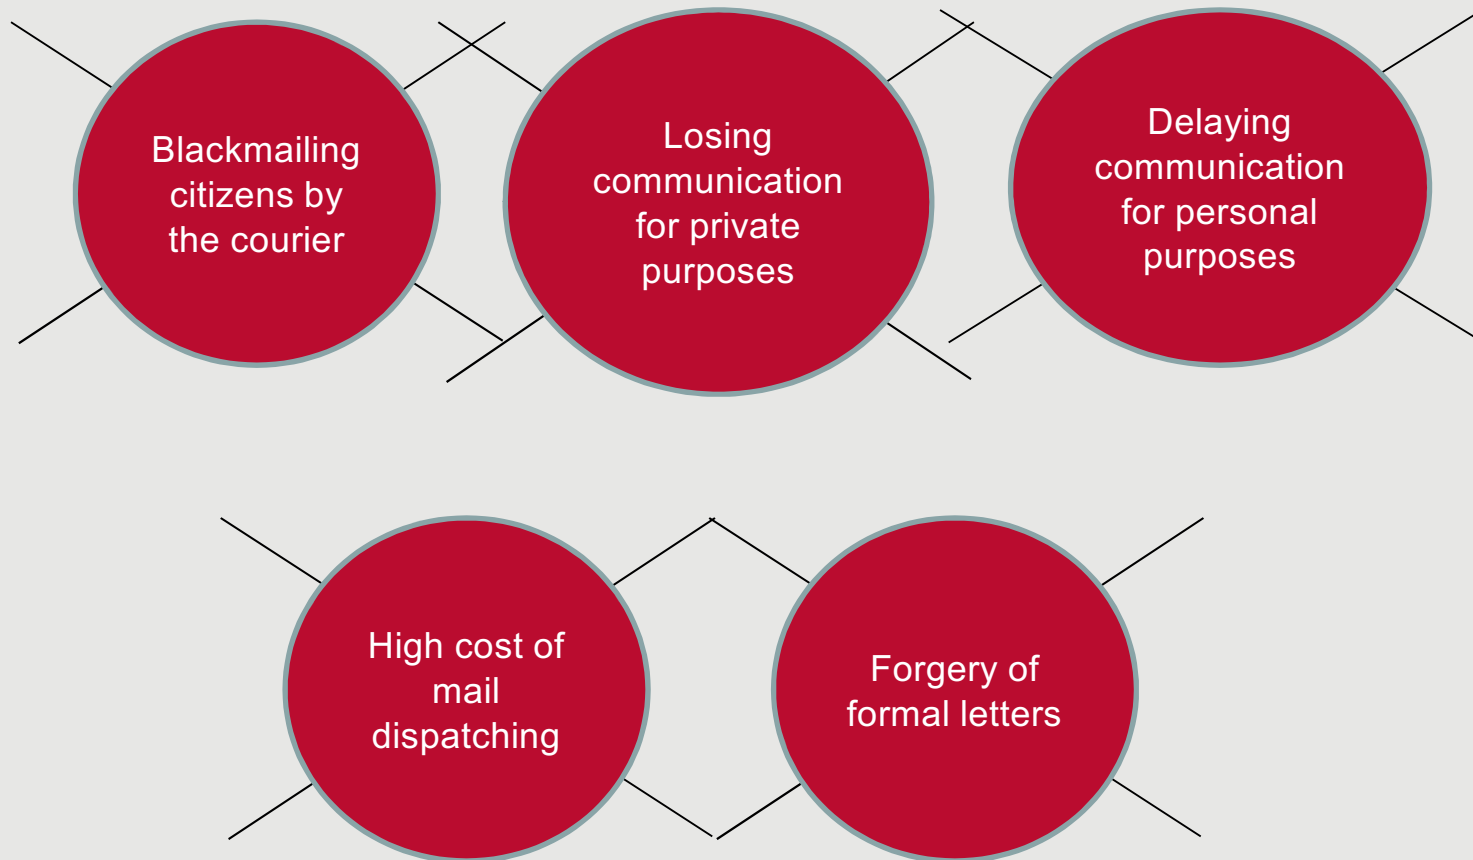 Blackmailing
citizens by
the courier
Losing
communication
for private
purposes
Delaying
communication
for personal
purposes
High cost of
mail
dispatching
Forgery of
formal letters